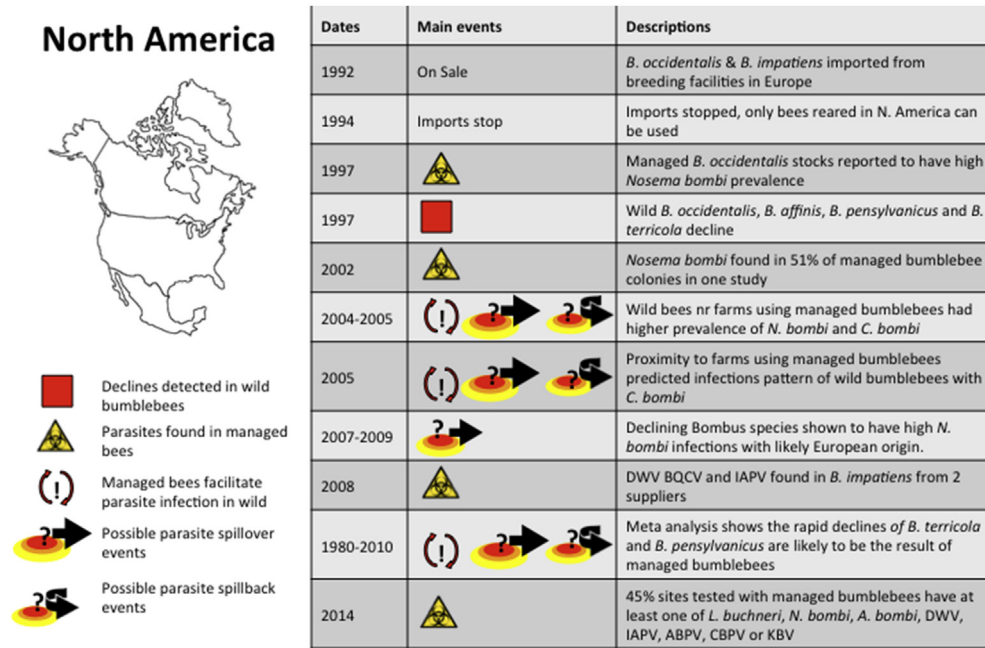 North America
Declines detected in wild
bumblebees
Parasites found in managed
bees
Managed bees facilitate
parasite infection in wild
Possible parasite spillover
events
Possible parasite spillback
events
Dates Main events Descriptions
1992 On Sale B. occidentalis & B. impatiens imported from
breeding facilities in Europe
1994 Imports stop Imports stopped, only bees reared in N. America can
be used
1997 Managed B. occidentalis stocks reported to have high
Nosema bombi prevalence
1997 Wild B. occidentalis, B. affinis, B. pensylvanicus and B.
terricola decline
2002 Nosema bombi found in 51% of managed bumblebee
colonies in one study
2004-2005 Wild bees nr farms using managed bumblebees had
higher prevalence of N. bombi and C. bombi
2005 Proximity to farms using managed bumblebees
predicted infections pattern of wild bumblebees with
C. bombi
2007-2009 Declining Bombus species shown to have high N.
bombi infections with likely European origin.
2008 DWV BQCV and IAPV found in B. impatiens from 2
suppliers
1980-2010 Meta analysis shows the rapid declines of B. terricola
and B. pensylvanicus are likely to be the result of
managed bumblebees
2014 45% sites tested with managed bumblebees have at
least one of L. buchneri, N. bombi, A. bombi, DWV,
IAPV, ABPV, CBPV or KBV